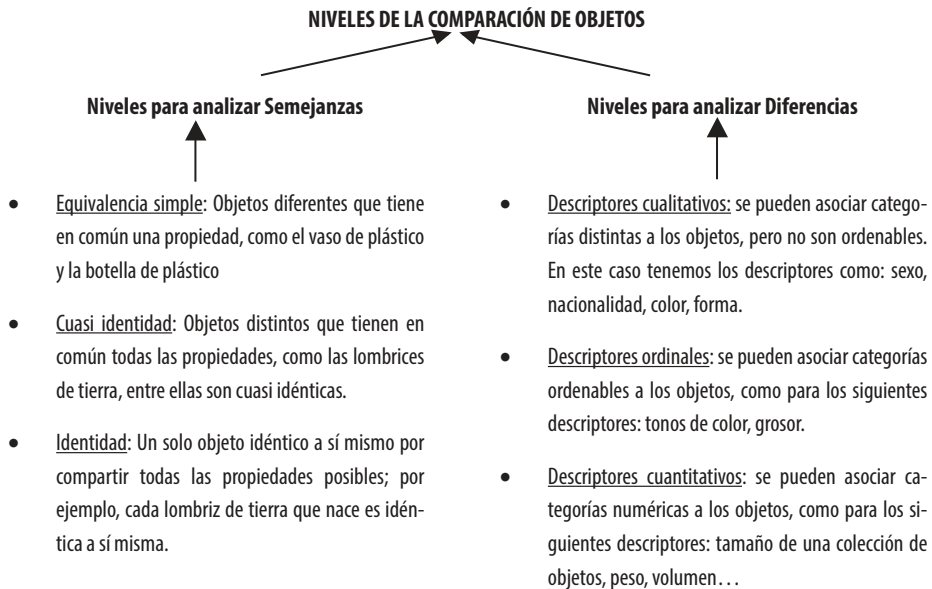 NIVELES DE LA COMPARACIÓN DE OBJETOS
Niveles para analizar Semejanzas
• Equivalencia simple: Objetos diferentes que tiene
en común una propiedad, como el vaso de plástico
y la botella de plástico
• Cuasi identidad: Objetos distintos que tienen en
común todas las propiedades, como las lombrices
de tierra, entre ellas son cuasi idénticas.
• Identidad: Un solo objeto idéntico a sí mismo por
compartir todas las propiedades posibles; por
ejemplo, cada lombriz de tierra que nace es idén-
tica a sí misma.
Niveles para analizar Diferencias
• Descriptores cualitativos: se pueden asociar catego-
rías distintas a los objetos, pero no son ordenables.
En este caso tenemos los descriptores como: sexo,
nacionalidad, color, forma.
• Descriptores ordinales: se pueden asociar categorías
ordenables a los objetos, como para los siguientes
descriptores: tonos de color, grosor.
• Descriptores cuantitativos: se pueden asociar ca-
tegorías numéricas a los objetos, como para los si-
guientes descriptores: tamaño de una colección de
objetos, peso, volumen…